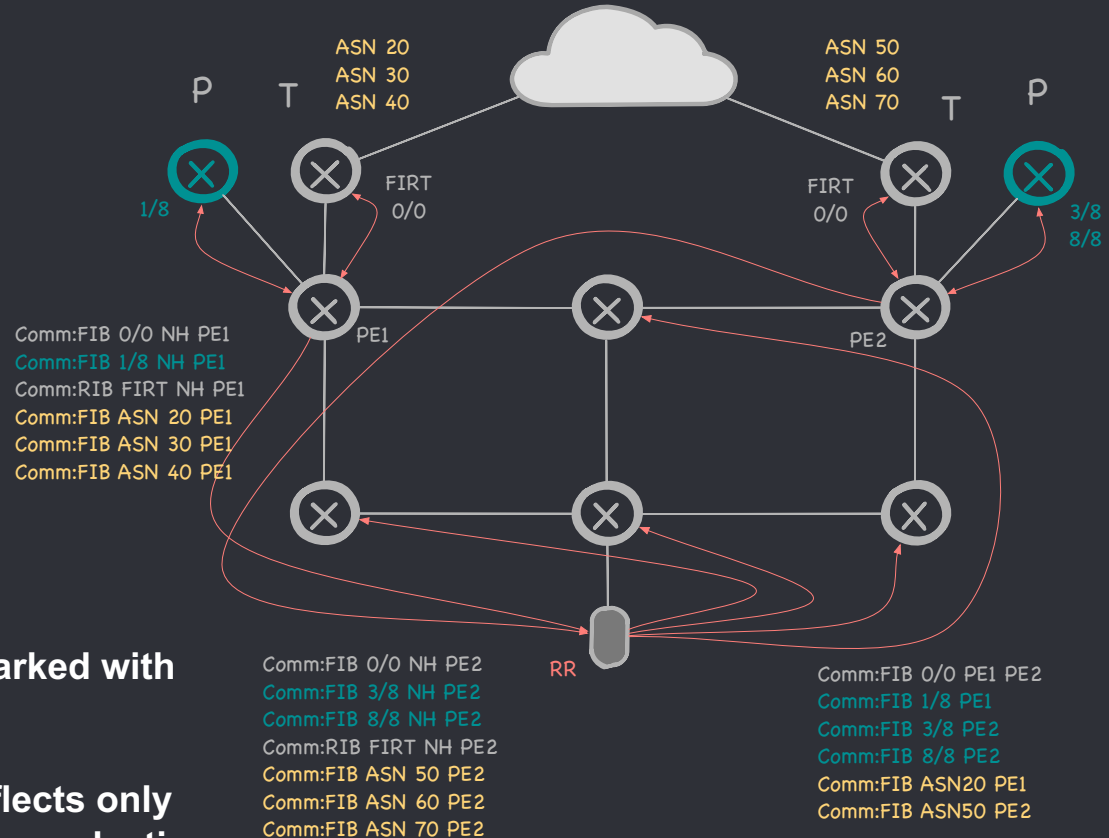 ASN 20
ASN 30
ASN 40
ASN 50
ASN 60
ASN 70
P
T
T
P
FIRT
0/0
FIRT
0/0
1/8
3/8
8/8
PE1
PE2
Comm:FIB 0/0 NH PE1
Comm:FIB 1/8 NH PE1
Comm:RIB FIRT NH PE1
Comm:FIB ASN 20 PE1
Comm:FIB ASN 30 PE1
Comm:FIB ASN 40 PE1
arked with
flects only
RR
Comm:FIB 0/0 NH PE2
Comm:FIB 3/8 NH PE2
Comm:FIB 8/8 NH PE2
Comm:RIB FIRT NH PE2
Comm:FIB ASN 50 PE2
Comm:FIB ASN 60 PE2
Comm:FIB ASN 70 PE2
Comm:FIB 0/0 PE1 PE2
Comm:FIB 1/8 PE1
Comm:FIB 3/8 PE2
Comm:FIB 8/8 PE2
Comm:FIB ASN20 PE1
Comm:FIB ASN50 PE2